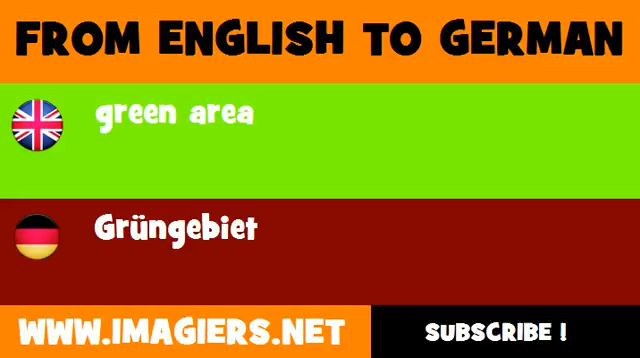 FROM ENGLISH TO GERMAN
green area
Grüngebiet
WWW.IMAGIERS.NET
SUBSCRIBE !